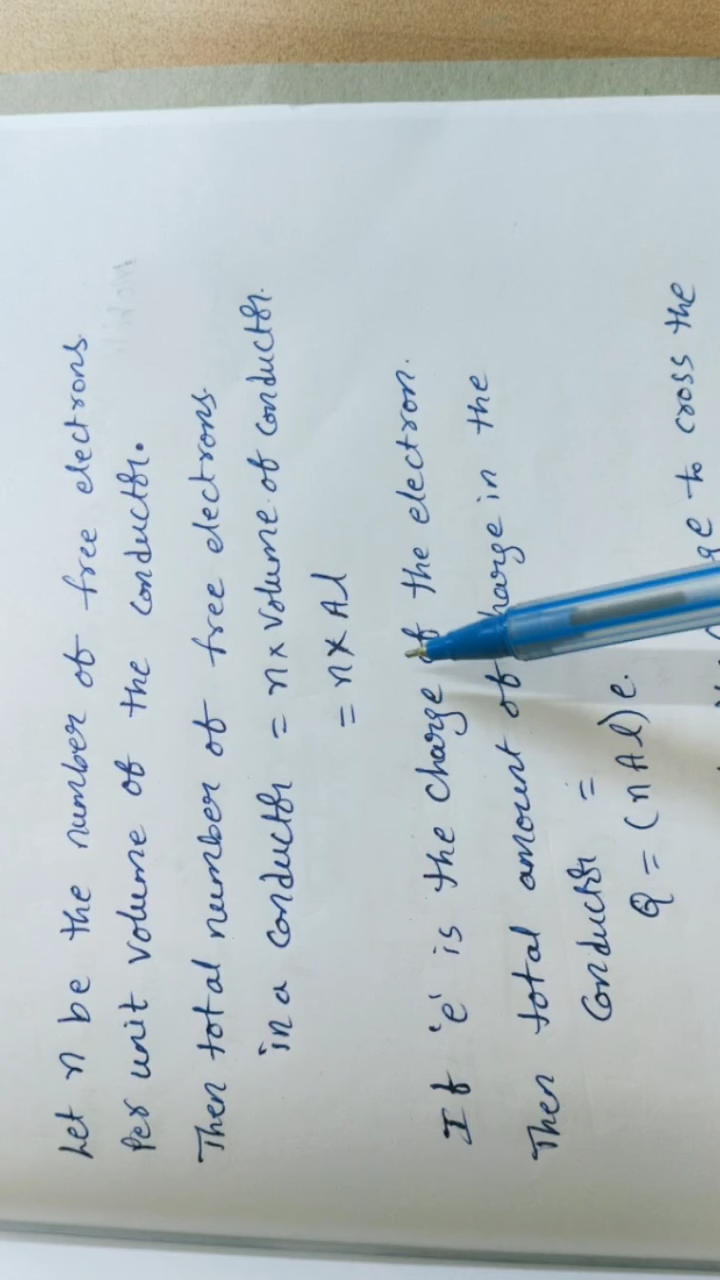 Let n be the number of free electrons
Per unit volume of the conductor.
Then total number of free electrons
in a conductor = n x volume of conductor.
= n x Al
If 'e' is the charge of the electron.
Then total amount of charge in the
Conductor =
Q = (nAl)e.
to cross the